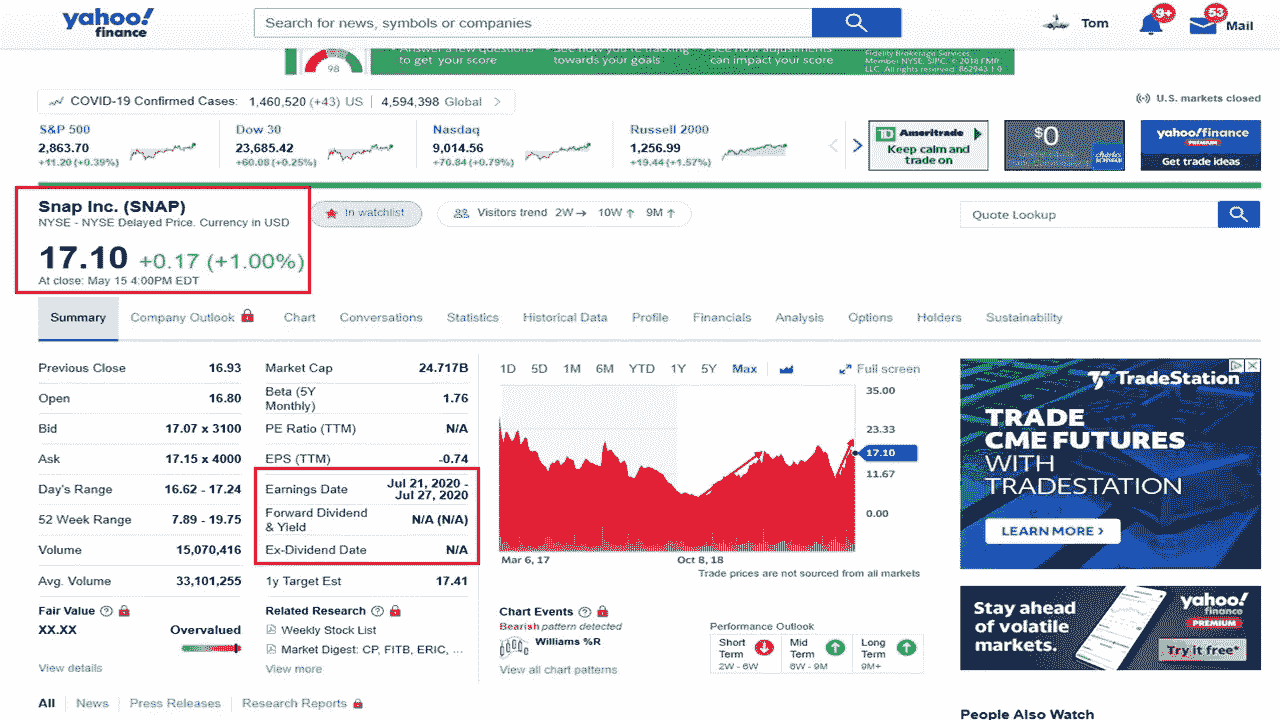 yahoo!
finance
Search for news, symbols or companies
Tom
9+
53
Mail
98
Answer a few questions
to get your score
See how you're tracking
towards your goals
See how adjustments
can impact your score
Fidelity Brokerage Services,
Member NYSE, SIPC. © 2018 FMR
LLC. All rights reserved. 862943.1.0
COVID-19 Confirmed Cases: 1,460,520 (+43) US | 4,594,398 Global
U.S. markets closed
S&P 500
2,863.70
+11.20 (+0.39%)
Dow 30
23,685.42
+60.08 (+0.25%)
Nasdaq
9,014.56
+70.84 (+0.79%)
Russell 2000
1,256.99
+19.44 (+1.57%)
TD Ameritrade
Keep calm and
trade on
$0
charles
SCHWAB
yahoo!finance
PREMIUM
Get trade ideas
Snap Inc. (SNAP)
NYSE - NYSE Delayed Price. Currency in USD
In watchlist
Visitors trend 2W→ 10W↑ 9M↑
Quote Lookup
17.10 +0.17 (+1.00%)
At close: May 15 4:00PM EDT
Summary Company Outlook Chart Conversations Statistics Historical Data Profile Financials Analysis Options Holders Sustainability
Previous Close 16.93
Open 16.80
Bid 17.07 x 3100
Ask 17.15 x 4000
Day's Range 16.62 - 17.24
52 Week Range 7.89 - 19.75
Volume 15,070,416
Avg. Volume 33,101,255
Market Cap 24.717B
Beta (5Y
Monthly) 1.76
PE Ratio (TTM) N/A
EPS (TTM) -0.74
Earnings Date Jul 21, 2020 -
Jul 27, 2020
Forward Dividend
& Yield N/A (N/A)
Ex-Dividend Date N/A
1y Target Est 17.41
1D 5D 1M 6M YTD 1Y 5Y Max Full screen
35.00
23.33
17.10
11.67
0.00
Mar 6, 17 Oct 8, 18
Trade prices are not sourced from all markets
Fair Value
XX.XX Overvalued
View details
Related Research
Weekly Stock List
Market Digest: CP, FITB, ERIC, ...
View more
Chart Events
Bearish pattern detected
Williams %R
View all chart patterns
Performance Outlook
Short
Term
2W - 6W
Mid
Term
6W - 9M
Long
Term
9M+
TradeStation
TRADE
CME FUTURES
WITH
TRADESTATION
LEARN MORE >
Stay ahead
of volatile
markets.
yahoo!
finance
PREMIUM
Try it free*
All News Press Releases Research Reports
People Also Watch